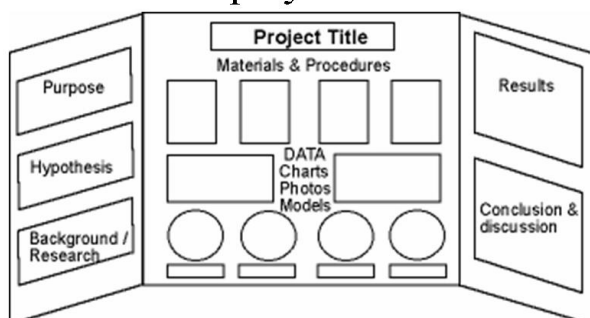 Purpose
Hypothesis
Background /
Research
Project Title
Materials & Procedures
DATA
Charts
Photos
Models
Results
Conclusion &
discussion